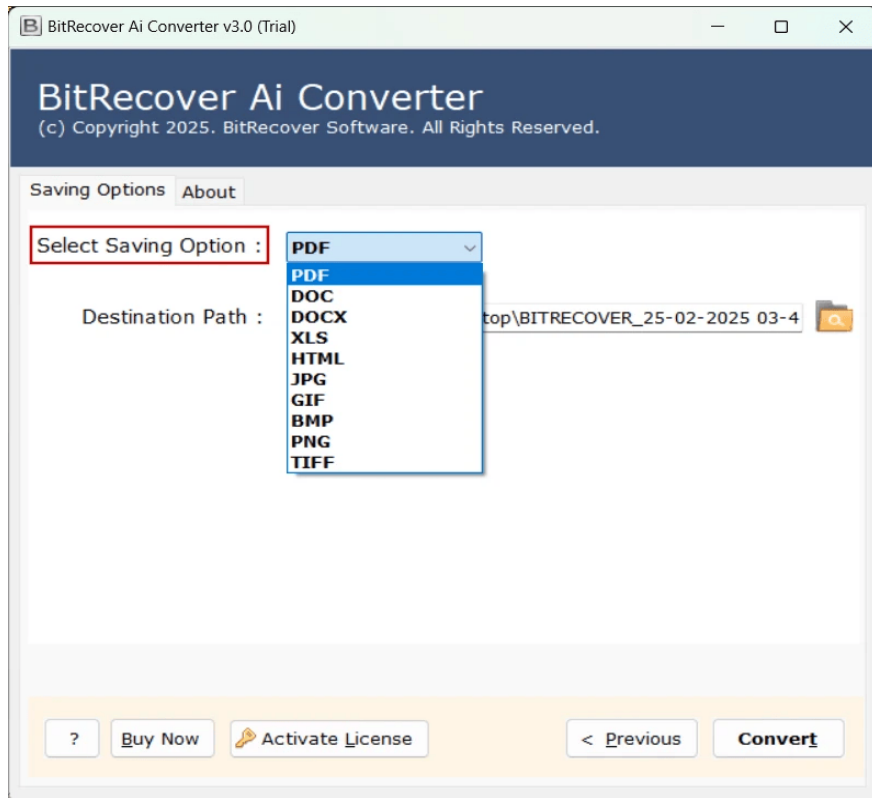 BitRecover Ai Converter v3.0 (Trial)
BitRecover Ai Converter
(c) Copyright 2025. BitRecover Software. All Rights Reserved.
Saving Options About
Select Saving Option : PDF
PDF
DOC
DOCX
XLS
HTML
JPG
GIF
BMP
PNG
TIFF
Destination Path : top\BITRECOVER_25-02-2025 03-4
? Buy Now Activate License < Previous Convert